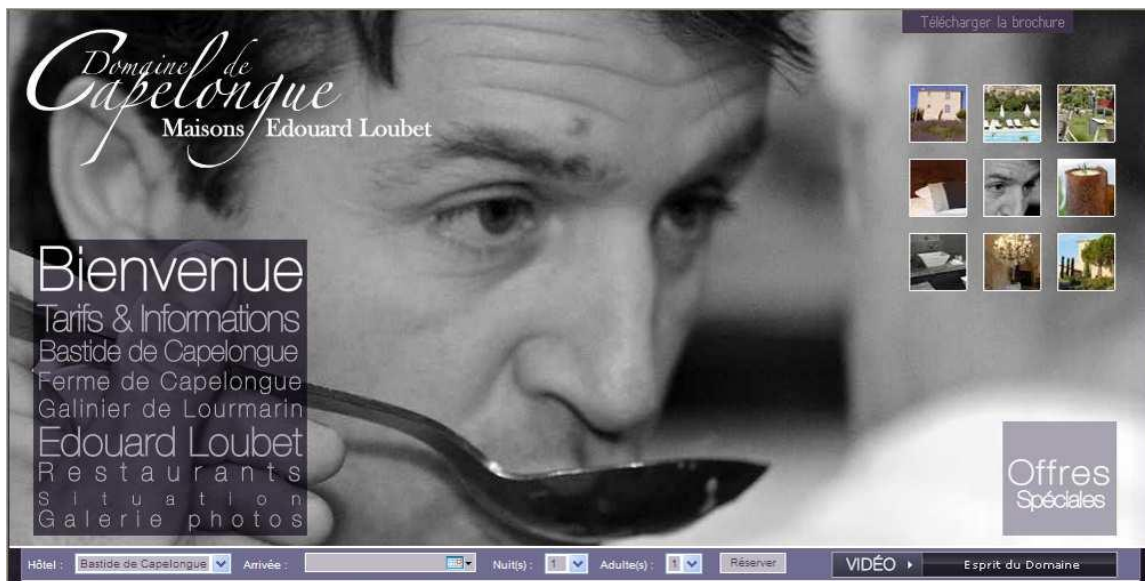 Télécharger la brochure
Domaine de
Capelongue
Maisons Edouard Loubet
Bienvenue
Tarifs & Informations
Bastide de Capelongue
Ferme de Capelongue
Galinier de Lourmarin
Edouard Loubet
Restaurants
Situation
Galerie photos
Offres
Spéciales
Hôtel : Bastide de Capelongue Arrivée : Nuit(s) : 1 Adulte(s) : 1 Réserver VIDÉO Esprit du Domaine